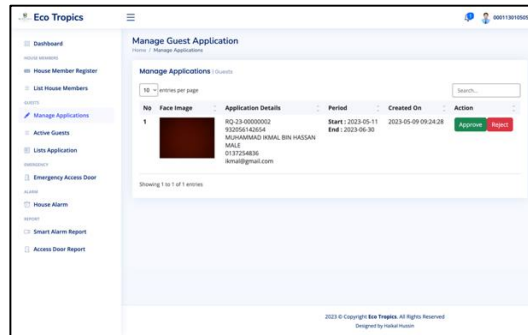 Eco Tropics
00011301050
Dashboard
HOUSE MEMBERS
House Member Register
List House Members
GUESTS
Manage Applications
Active Guests
Lists Application
EMERGENCY
Emergency Access Door
ALARM
House Alarm
REPORT
Smart Alarm Report
Access Door Report
Manage Guest Application
Home / Manage Applications
Manage Applications | Guests
10 entries per page
Search...
No Face Image Application Details Period Created On Action
1
RQ-23-00000002
932056142654
MUHAMMAD IKMAL BIN HASSAN
MALE
0137254836
ikmal@gmail.com
Start : 2023-05-11
End : 2023-06-30
2023-05-09 09:24:28
Approve Reject
Showing 1 to 1 of 1 entries
2023 © Copyright Eco Tropics. All Rights Reserved
Designed by Haikal Hussin